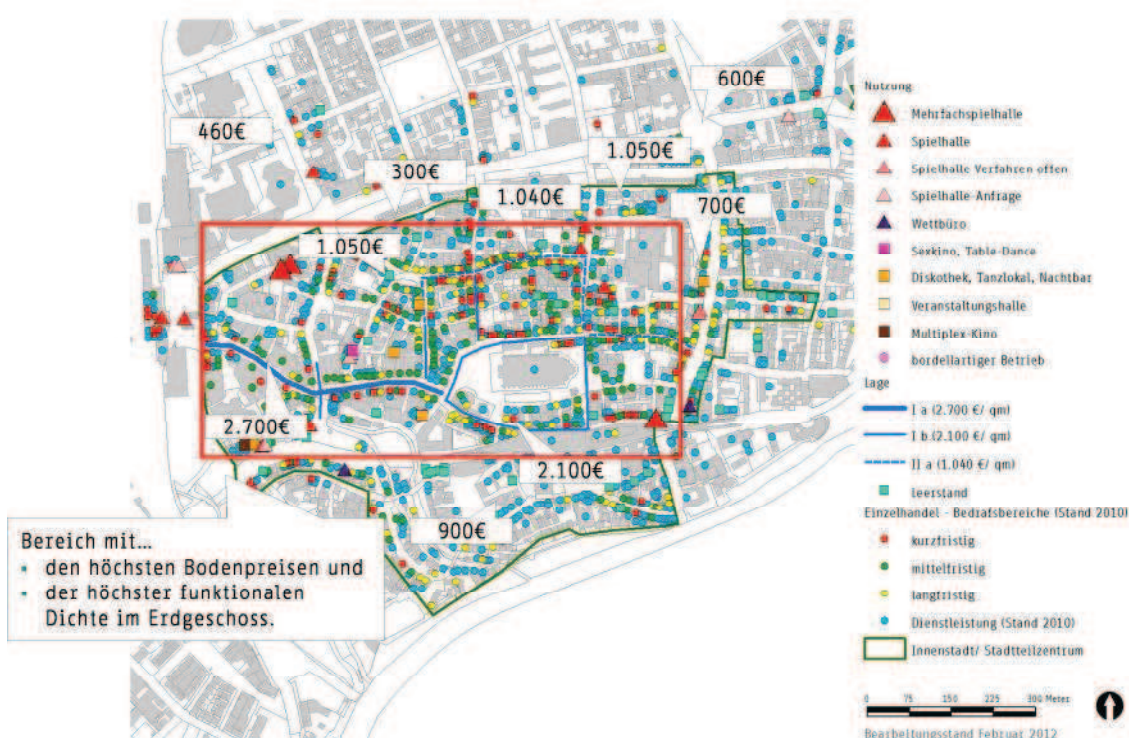 460€
300€
600€
1.050€
1.040€
700€
1.050€
2.700€
2.100€
900€
Bereich mit...
• den höchsten Bodenpreisen und
• der höchster funktionalen
Dichte im Erdgeschoss.
Nutzung
Mehrfachspielhalle
Spielhalle
Spielhalle Verfahren offen
Spielhalle-Anfrage
Wettbüro
Sexkino, Table-Dance
Diskothek, Tanzlokal, Nachtbar
Veranstaltungshalle
Multiplex-Kino
bordellartiger Betrieb
Lage
I a (2.700 €/ qm)
I b (2.100 €/ qm)
II a (1.040 €/ qm)
leerstand
Einzelhandel - Bedrafsbereiche (Stand 2010)
kurzfristig
mittelfristig
langfristig
Dienstleistung (Stand 2010)
Innenstadt/ Stadtteilzentrum
0 75 150 225 300 Meter
Bearbeitungsstand Februar 2012